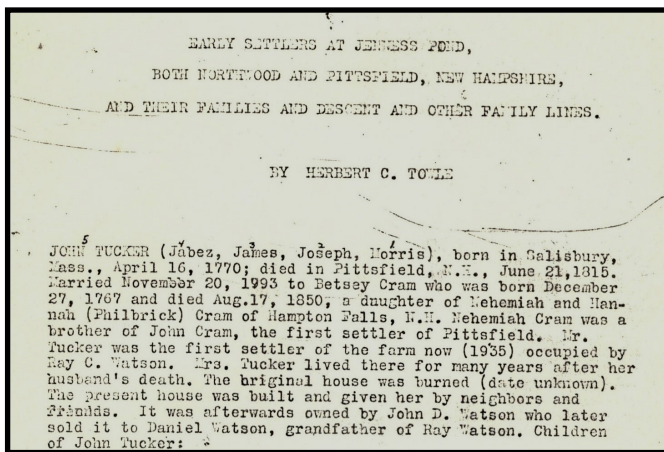 EARLY SETTLERS AT JENNESS POND,
BOTH NORTHWOOD AND PITTSFIELD, NEW HAMPSHIRE,
AND THEIR FAMILIES AND DESCENT AND OTHER FAMILY LINES.
BY HERBERT C. TOWLE
JOHN5 TUCKER (Jabez4, James3, Joseph2, Morris1), born in Salisbury,
Mass., April 16, 1770; died in Pittsfield, N.H., June 21,1815.
Married November 20, 1993 to Betsey Cram who was born December
27, 1767 and died Aug.17, 1850, a daughter of Nehemiah and Han-
nah (Philbrick) Cram of Hampton Falls, N.H. Nehemiah Cram was a
brother of John Cram, the first settler of Pittsfield. Mr.
Tucker was the first settler of the farm now (1935) occupied by
Ray C. Watson. Mrs. Tucker lived there for many years after her
husband's death. The hriginal house was burned (date unknown).
The present house was built and given her by neighbors and
friends. It was afterwards owned by John D. Watson who later
sold it to Daniel Watson, grandfather of Ray Watson. Children
of John Tucker: